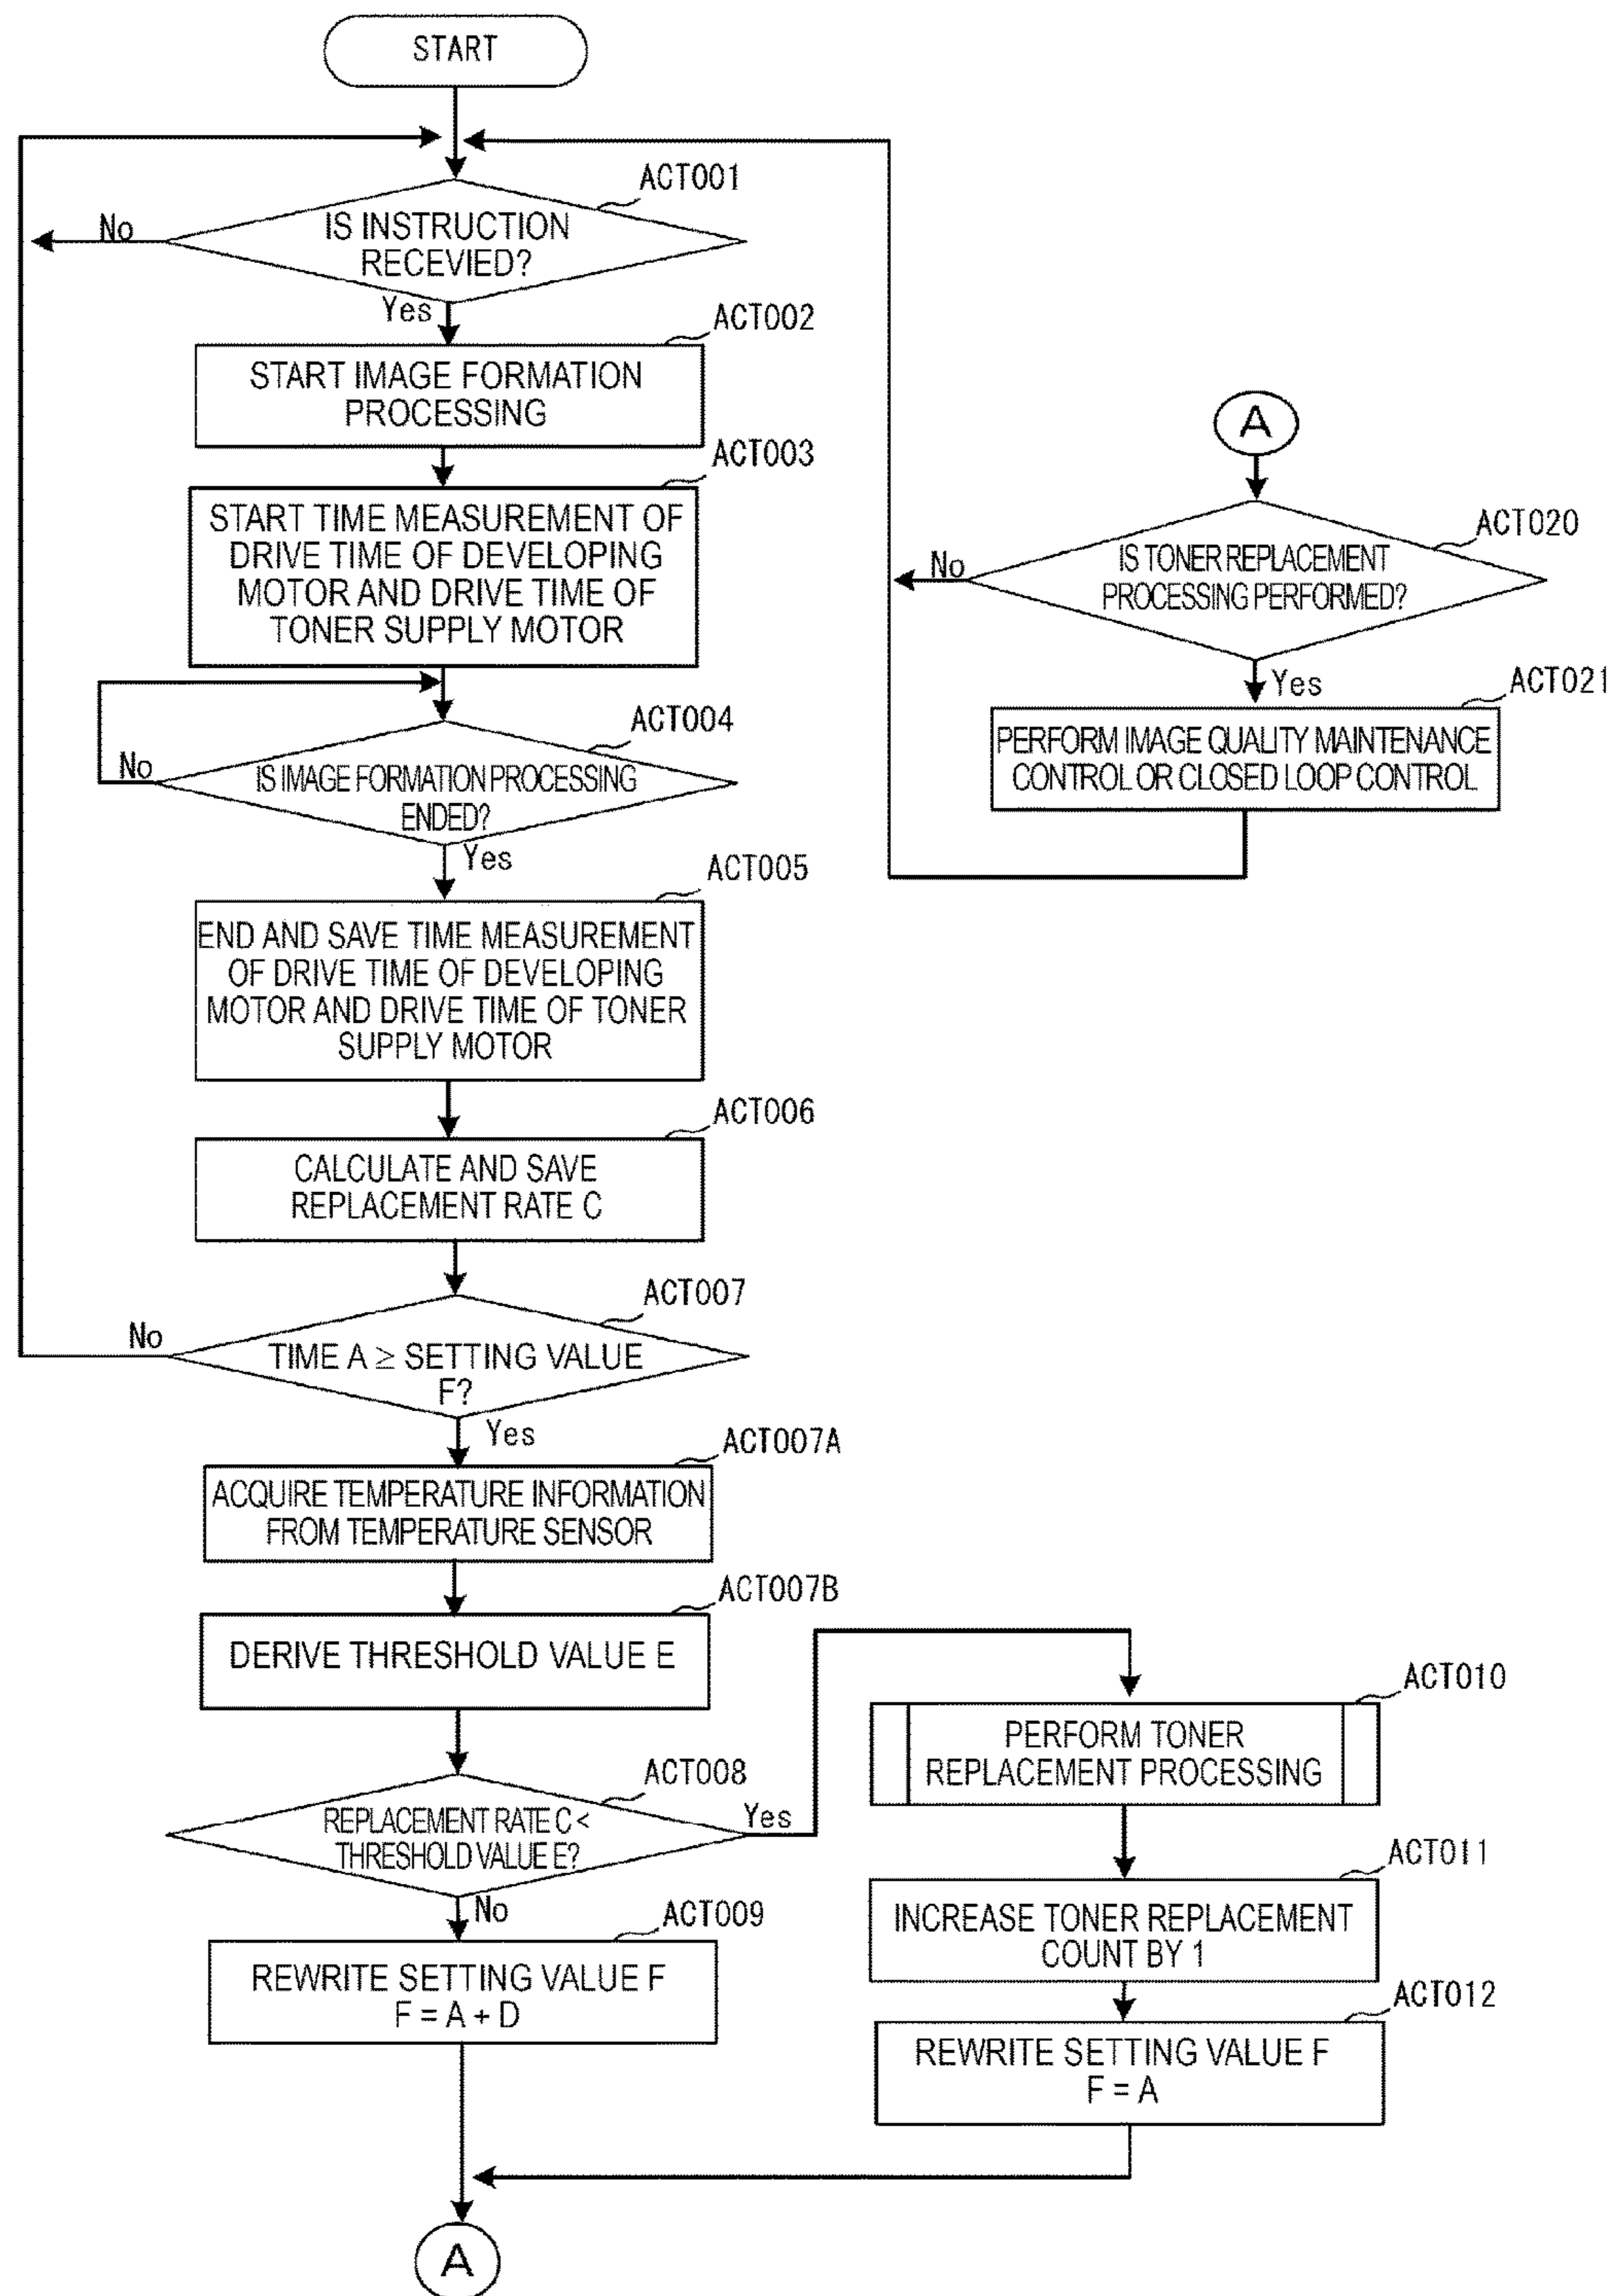 START
ACT001
IS INSTRUCTION
RECEVIED?
No
Yes
ACT002
START IMAGE FORMATION
PROCESSING
ACT003
START TIME MEASUREMENT OF
DRIVE TIME OF DEVELOPING
MOTOR AND DRIVE TIME OF
TONER SUPPLY MOTOR
ACT004
IS IMAGE FORMATION PROCESSING
ENDED?
No
Yes
ACT005
END AND SAVE TIME MEASUREMENT
OF DRIVE TIME OF DEVELOPING
MOTOR AND DRIVE TIME OF TONER
SUPPLY MOTOR
ACT006
CALCULATE AND SAVE
REPLACEMENT RATE C
ACT007
TIME A ≥ SETTING VALUE
F?
No
Yes
ACT007A
ACQUIRE TEMPERATURE INFORMATION
FROM TEMPERATURE SENSOR
ACT007B
DERIVE THRESHOLD VALUE E
ACT008
REPLACEMENT RATE C <
THRESHOLD VALUE E?
Yes
No
ACT009
REWRITE SETTING VALUE F
F = A + D
A
ACT010
PERFORM TONER
REPLACEMENT PROCESSING
ACT011
INCREASE TONER REPLACEMENT
COUNT BY 1
ACT012
REWRITE SETTING VALUE F
F = A
A
ACT020
IS TONER REPLACEMENT
PROCESSING PERFORMED?
No
Yes
ACT021
PERFORM IMAGE QUALITY MAINTENANCE
CONTROL OR CLOSED LOOP CONTROL